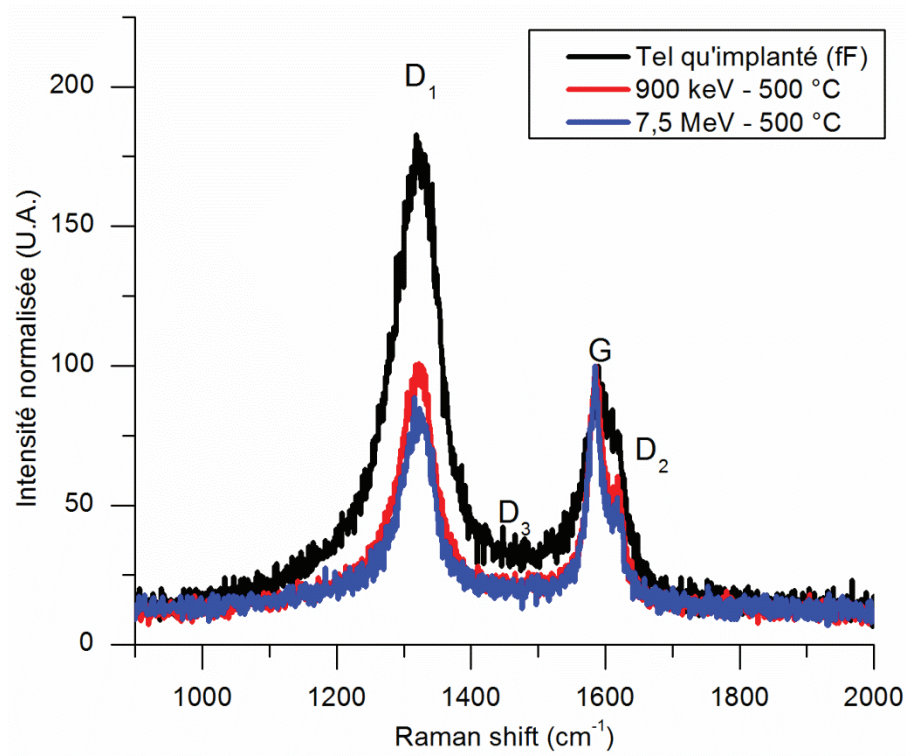 Tel qu'implanté (fF)
900 keV - 500 °C
7,5 MeV - 500 °C
D₁
G
D₂
D₃
200
150
100
50
0
Intensité normalisée (U.A.)
1000 1200 1400 1600 1800 2000
Raman shift (cm⁻¹)